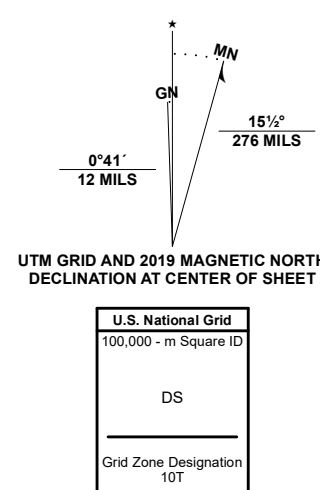 ★
MN
GN
15½°
276 MILS
0°41´
12 MILS
UTM GRID AND 2019 MAGNETIC NORTH
DECLINATION AT CENTER OF SHEET
U.S. National Grid
100,000 - m Square ID
DS
Grid Zone Designation
10T